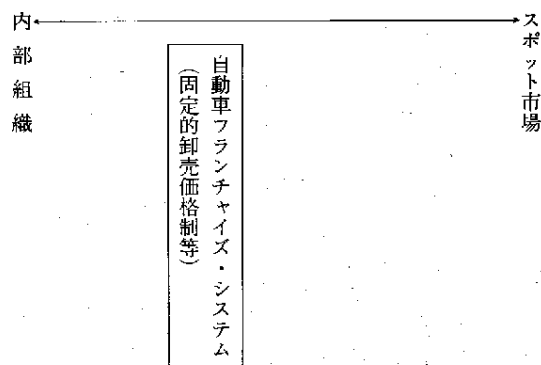 スポット市場
自動車フランチャイズ・システム
(固定的卸売価格制等)
内部組織